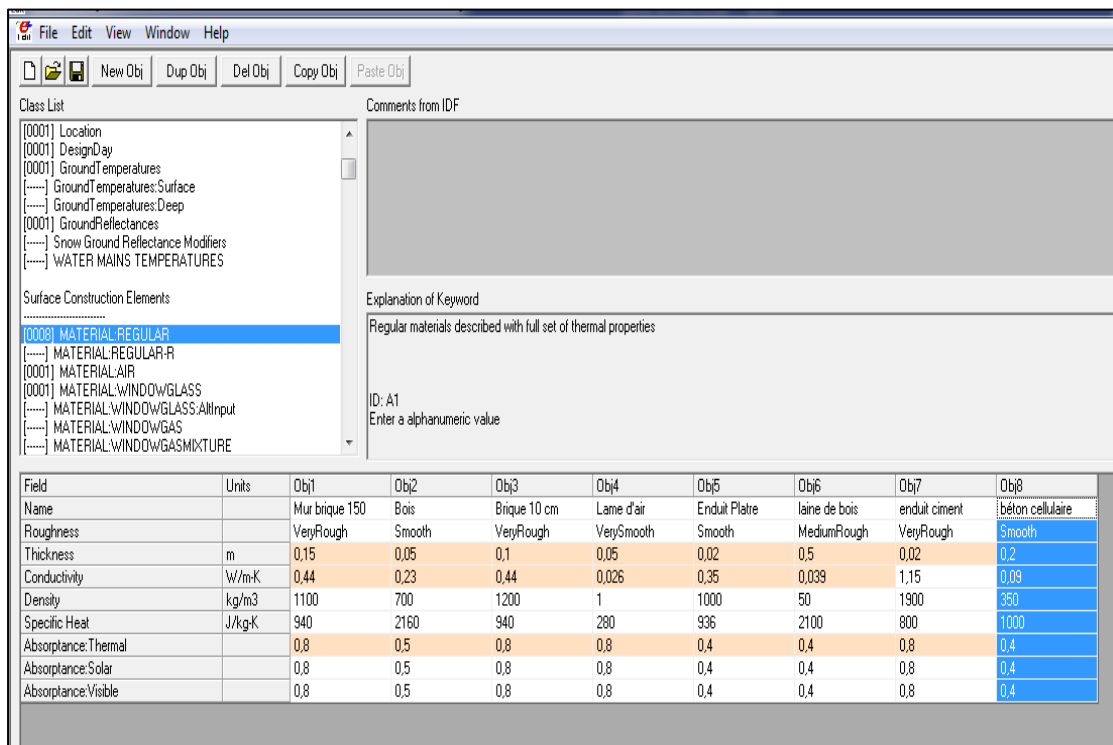 File Edit View Window Help
New Obj Dup Obj Del Obj Copy Obj Paste Obj
Class List Comments from IDF
[0001] Location
[0001] DesignDay
[0001] GroundTemperatures
[-----] GroundTemperatures:Surface
[-----] GroundTemperatures:Deep
[0001] GroundReflectances
[-----] Snow Ground Reflectance Modifiers
[-----] WATER MAINS TEMPERATURES
Surface Construction Elements
--------------------------
[0008] MATERIAL:REGULAR
[-----] MATERIAL:REGULAR-R
[0001] MATERIAL:AIR
[0001] MATERIAL:WINDOWGLASS
[-----] MATERIAL:WINDOWGLASS:AltInput
[-----] MATERIAL:WINDOWGAS
[-----] MATERIAL:WINDOWGASMIXTURE
Explanation of Keyword
Regular materials described with full set of thermal properties
ID: A1
Enter a alphanumeric value
Field Units Obj1 Obj2 Obj3 Obj4 Obj5 Obj6 Obj7 Obj8
Name Mur brique 150 Bois Brique 10 cm Lame d'air Enduit Platre laine de bois enduit ciment béton cellulaire
Roughness VeryRough Smooth VeryRough VerySmooth Smooth MediumRough VeryRough Smooth
Thickness m 0,15 0,05 0,1 0,05 0,02 0,5 0,02 0,2
Conductivity W/m-K 0,44 0,23 0,44 0,026 0,35 0,039 1,15 0,09
Density kg/m3 1100 700 1200 1 1000 50 1900 350
Specific Heat J/kg-K 940 2160 940 280 936 2100 800 1000
Absorptance:Thermal 0,8 0,5 0,8 0,8 0,4 0,4 0,8 0,4
Absorptance:Solar 0,8 0,5 0,8 0,8 0,4 0,4 0,8 0,4
Absorptance:Visible 0,8 0,5 0,8 0,8 0,4 0,4 0,8 0,4